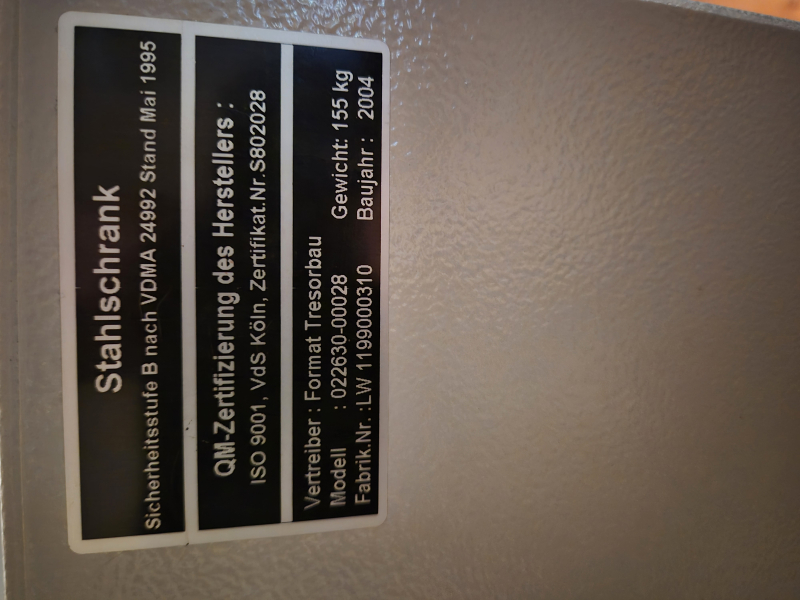 Stahlschrank
Sicherheitsstufe B nach VDMA 24992 Stand Mai 1995
QM-Zertifizierung des Herstellers :
ISO 9001, VdS Köln, Zertifikat.Nr.S802028
Vertreiber : Format Tresorbau
Modell : 022630-00028 Gewicht: 155 kg
Fabrik.Nr. :LW 1199000310 Baujahr : 2004